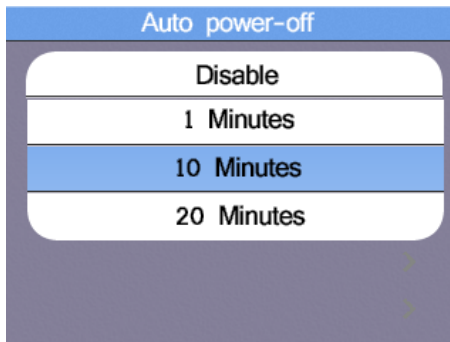 Auto power-off
Disable
1 Minutes
10 Minutes
20 Minutes